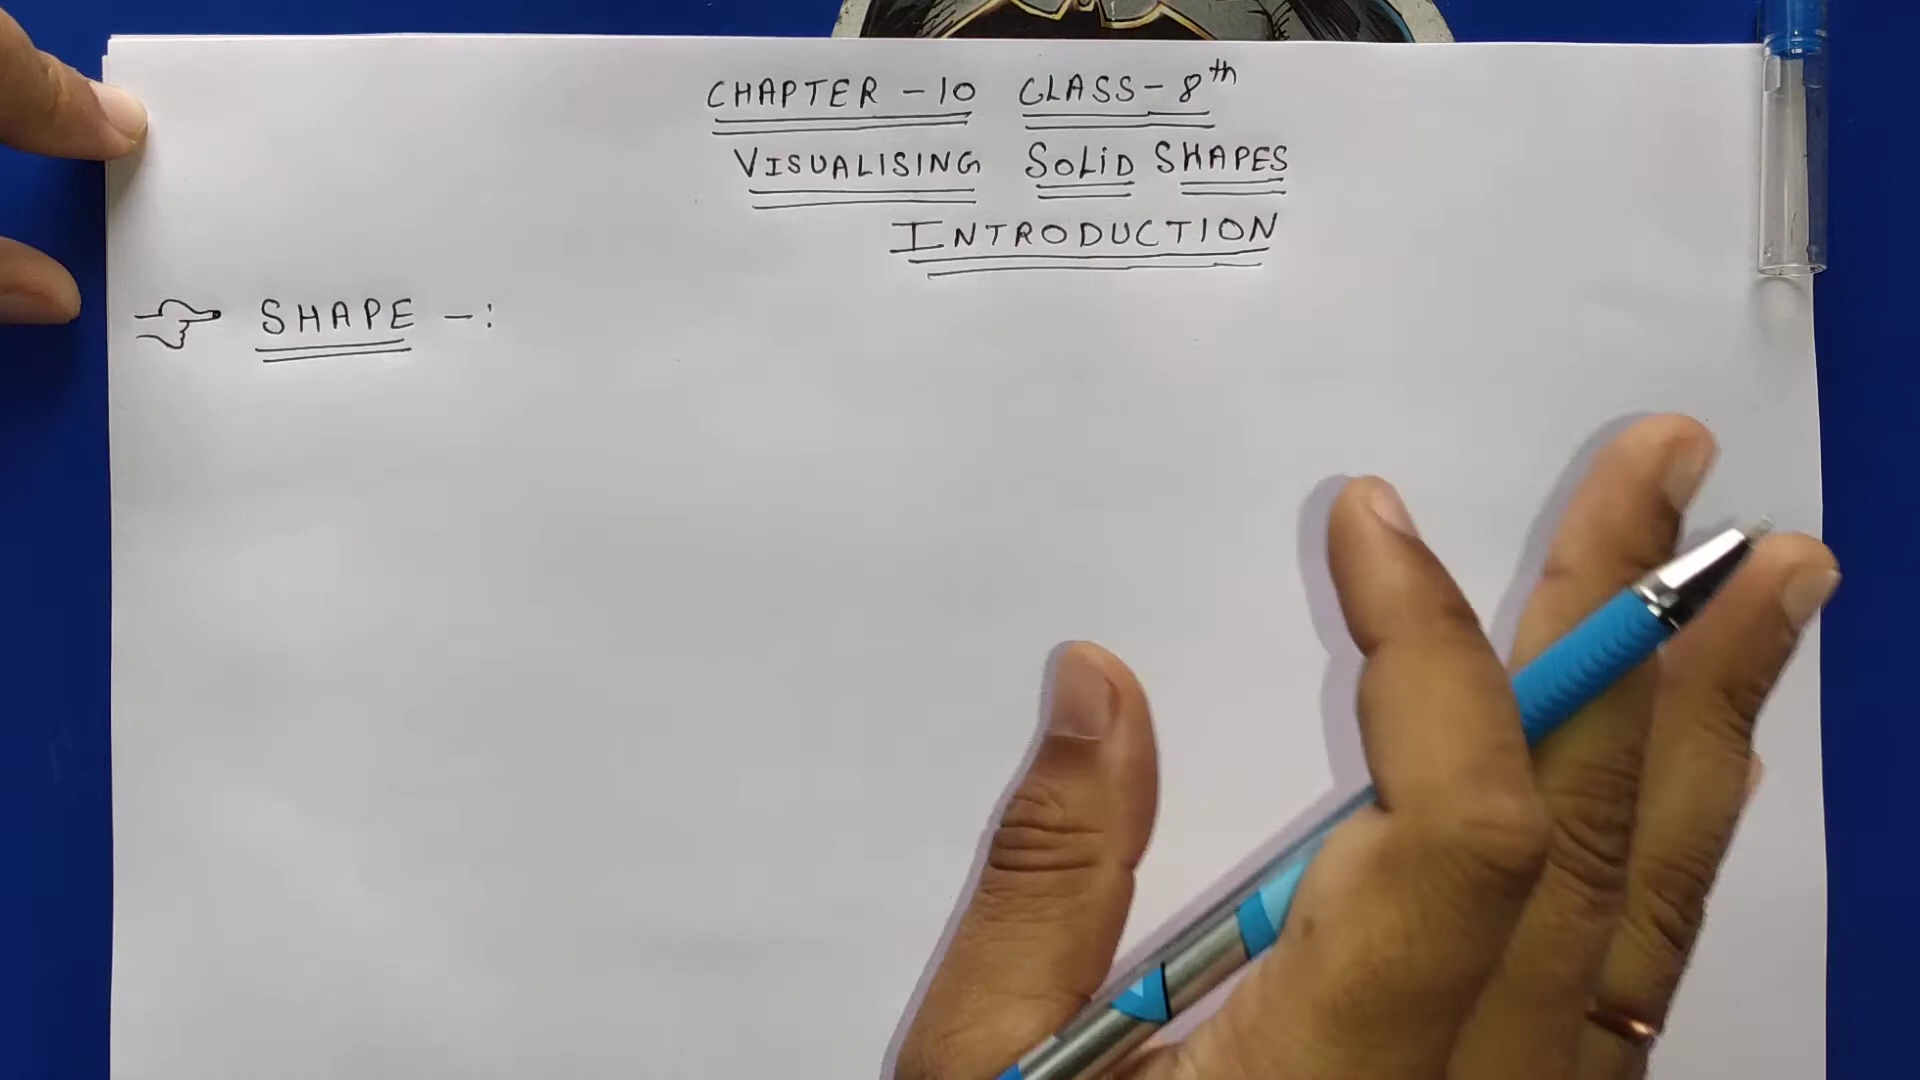 CHAPTER - 10 CLASS - 8th
VISUALISING SOLID SHAPES
INTRODUCTION
SHAPE - :